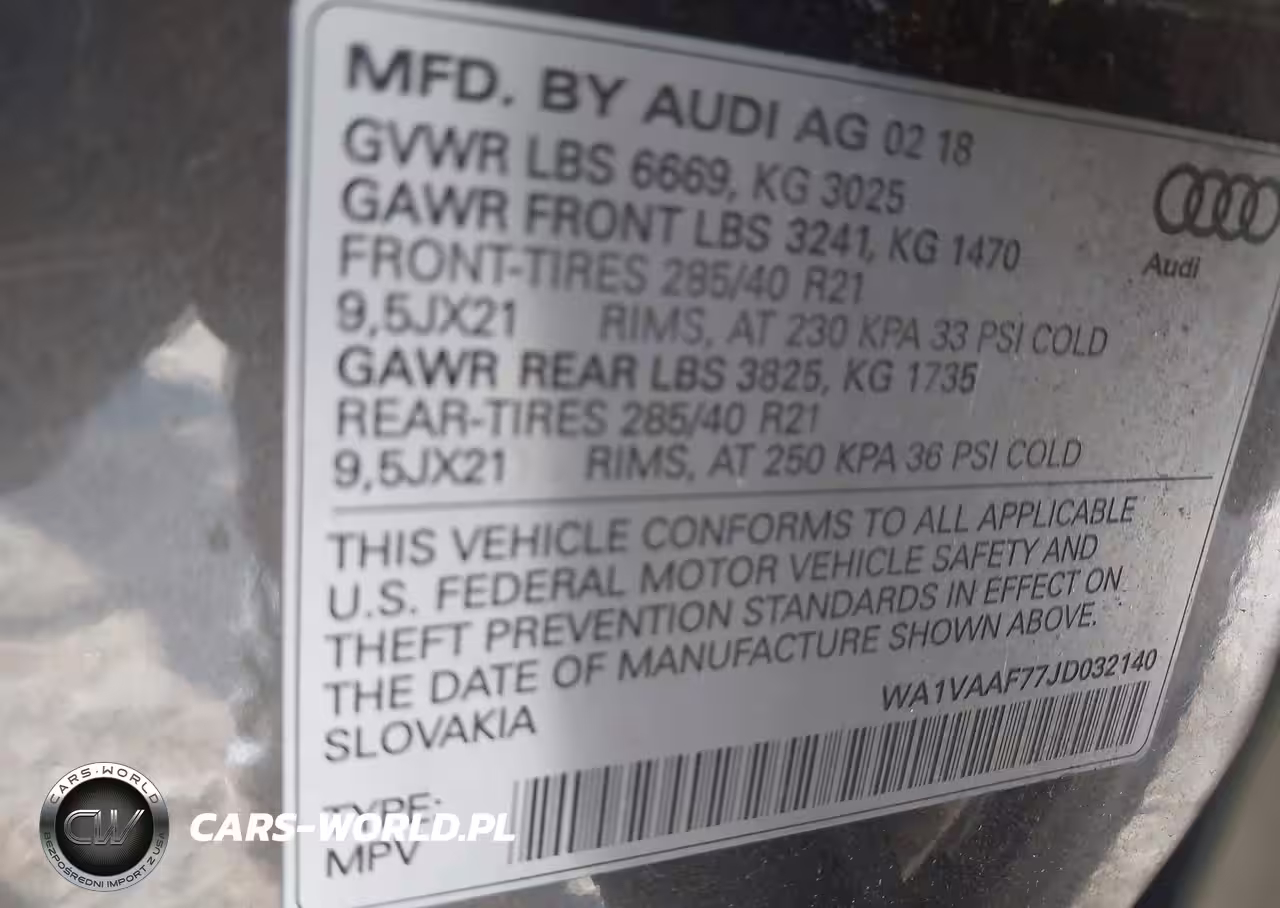 MFD. BY AUDI AG 02 18
GVWR LBS 6669, KG 3025
GAWR FRONT LBS 3241, KG 1470
FRONT-TIRES 285/40 R21
9,5JX21 RIMS, AT 230 KPA 33 PSI COLD
GAWR REAR LBS 3825, KG 1735
REAR-TIRES 285/40 R21
9,5JX21 RIMS, AT 250 KPA 36 PSI COLD
Audi
THIS VEHICLE CONFORMS TO ALL APPLICABLE
U.S. FEDERAL MOTOR VEHICLE SAFETY AND
THEFT PREVENTION STANDARDS IN EFFECT ON
THE DATE OF MANUFACTURE SHOWN ABOVE.
SLOVAKIA
WA1VAAF77JD032140
TYPE:
MPV
CARS-WORLD
CW
BEZPOŚREDNI IMPORT Z USA
CARS-WORLD.PL